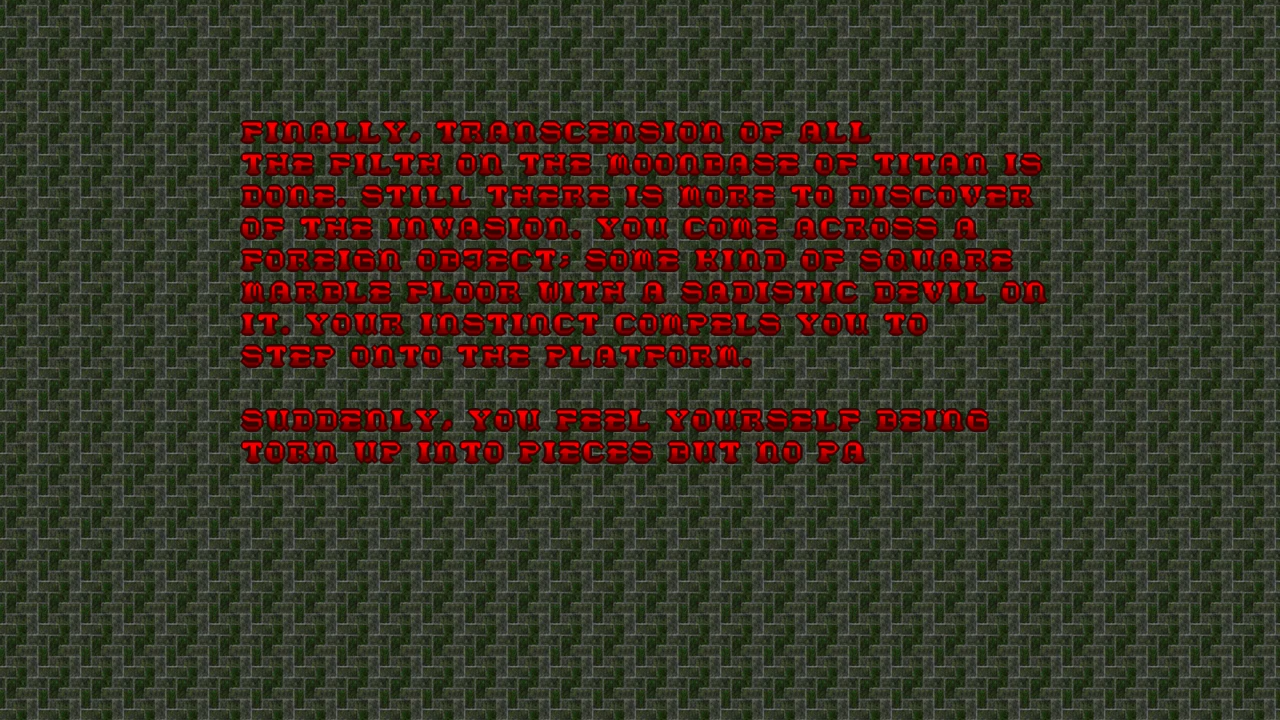 FINALLY, TRANSCENSION OF ALL
THE FILTH ON THE MOONBASE OF TITAN IS
DONE. STILL THERE IS MORE TO DISCOVER
OF THE INVASION. YOU COME ACROSS A
FOREIGN OBJECT; SOME KIND OF SQUARE
MARBLE FLOOR WITH A SADISTIC DEVIL ON
IT. YOUR INSTINCT COMPELS YOU TO
STEP ONTO THE PLATFORM.
SUDDENLY, YOU FEEL YOURSELF BEING
TORN UP INTO PIECES BUT NO PA